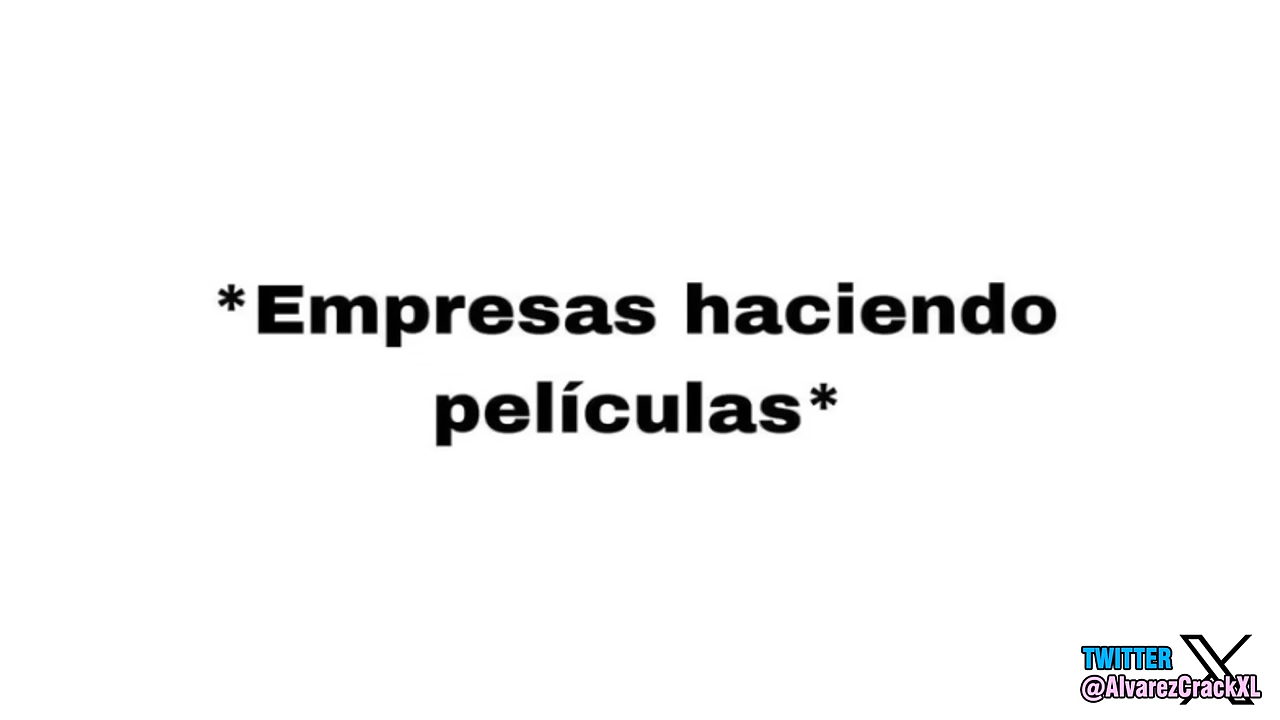 *Empresas haciendo
películas*
TWITTER X
@AlvarezCrackXL